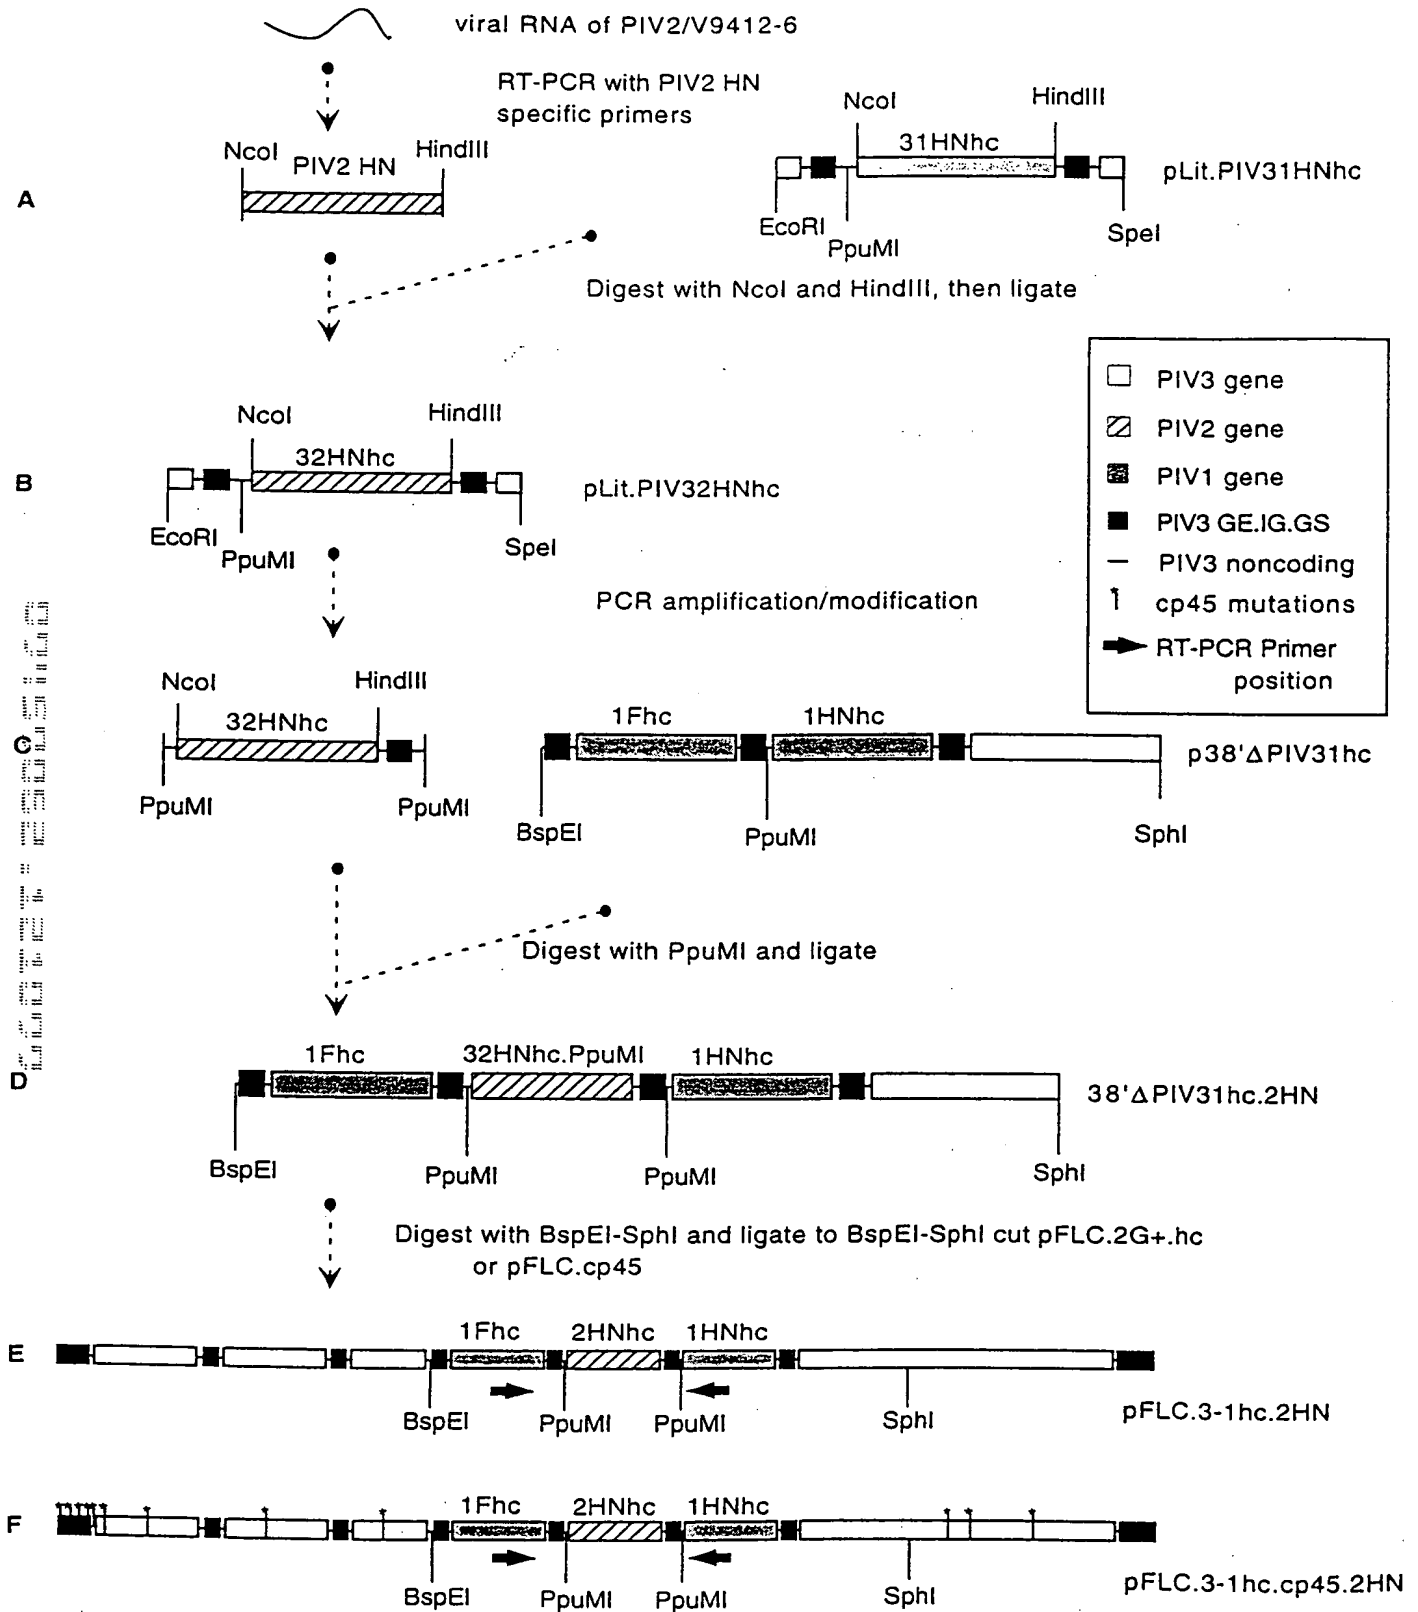 viral RNA of PIV2/V9412-6
RT-PCR with PIV2 HN
specific primers
NcoI
HindIII
31HNhc
pLit.PIV31HNhc
EcoRI
PpuMI
SpeI
NcoI
PIV2 HN
HindIII
A
Digest with NcoI and HindIII, then ligate
PIV3 gene
PIV2 gene
PIV1 gene
PIV3 GE.IG.GS
PIV3 noncoding
cp45 mutations
RT-PCR Primer
position
NcoI
HindIII
32HNhc
B
pLit.PIV32HNhc
EcoRI
PpuMI
SpeI
PCR amplification/modification
NcoI
HindIII
32HNhc
C
PpuMI
PpuMI
1Fhc
1HNhc
p38'ΔPIV31hc
BspEI
PpuMI
SphI
Digest with PpuMI and ligate
1Fhc
32HNhc.PpuMI
1HNhc
D
38'ΔPIV31hc.2HN
BspEI
PpuMI
PpuMI
SphI
Digest with BspEI-SphI and ligate to BspEI-SphI cut pFLC.2G+.hc
or pFLC.cp45
1Fhc
2HNhc
1HNhc
E
BspEI
PpuMI
PpuMI
SphI
pFLC.3-1hc.2HN
1Fhc
2HNhc
1HNhc
F
BspEI
PpuMI
PpuMI
SphI
pFLC.3-1hc.cp45.2HN